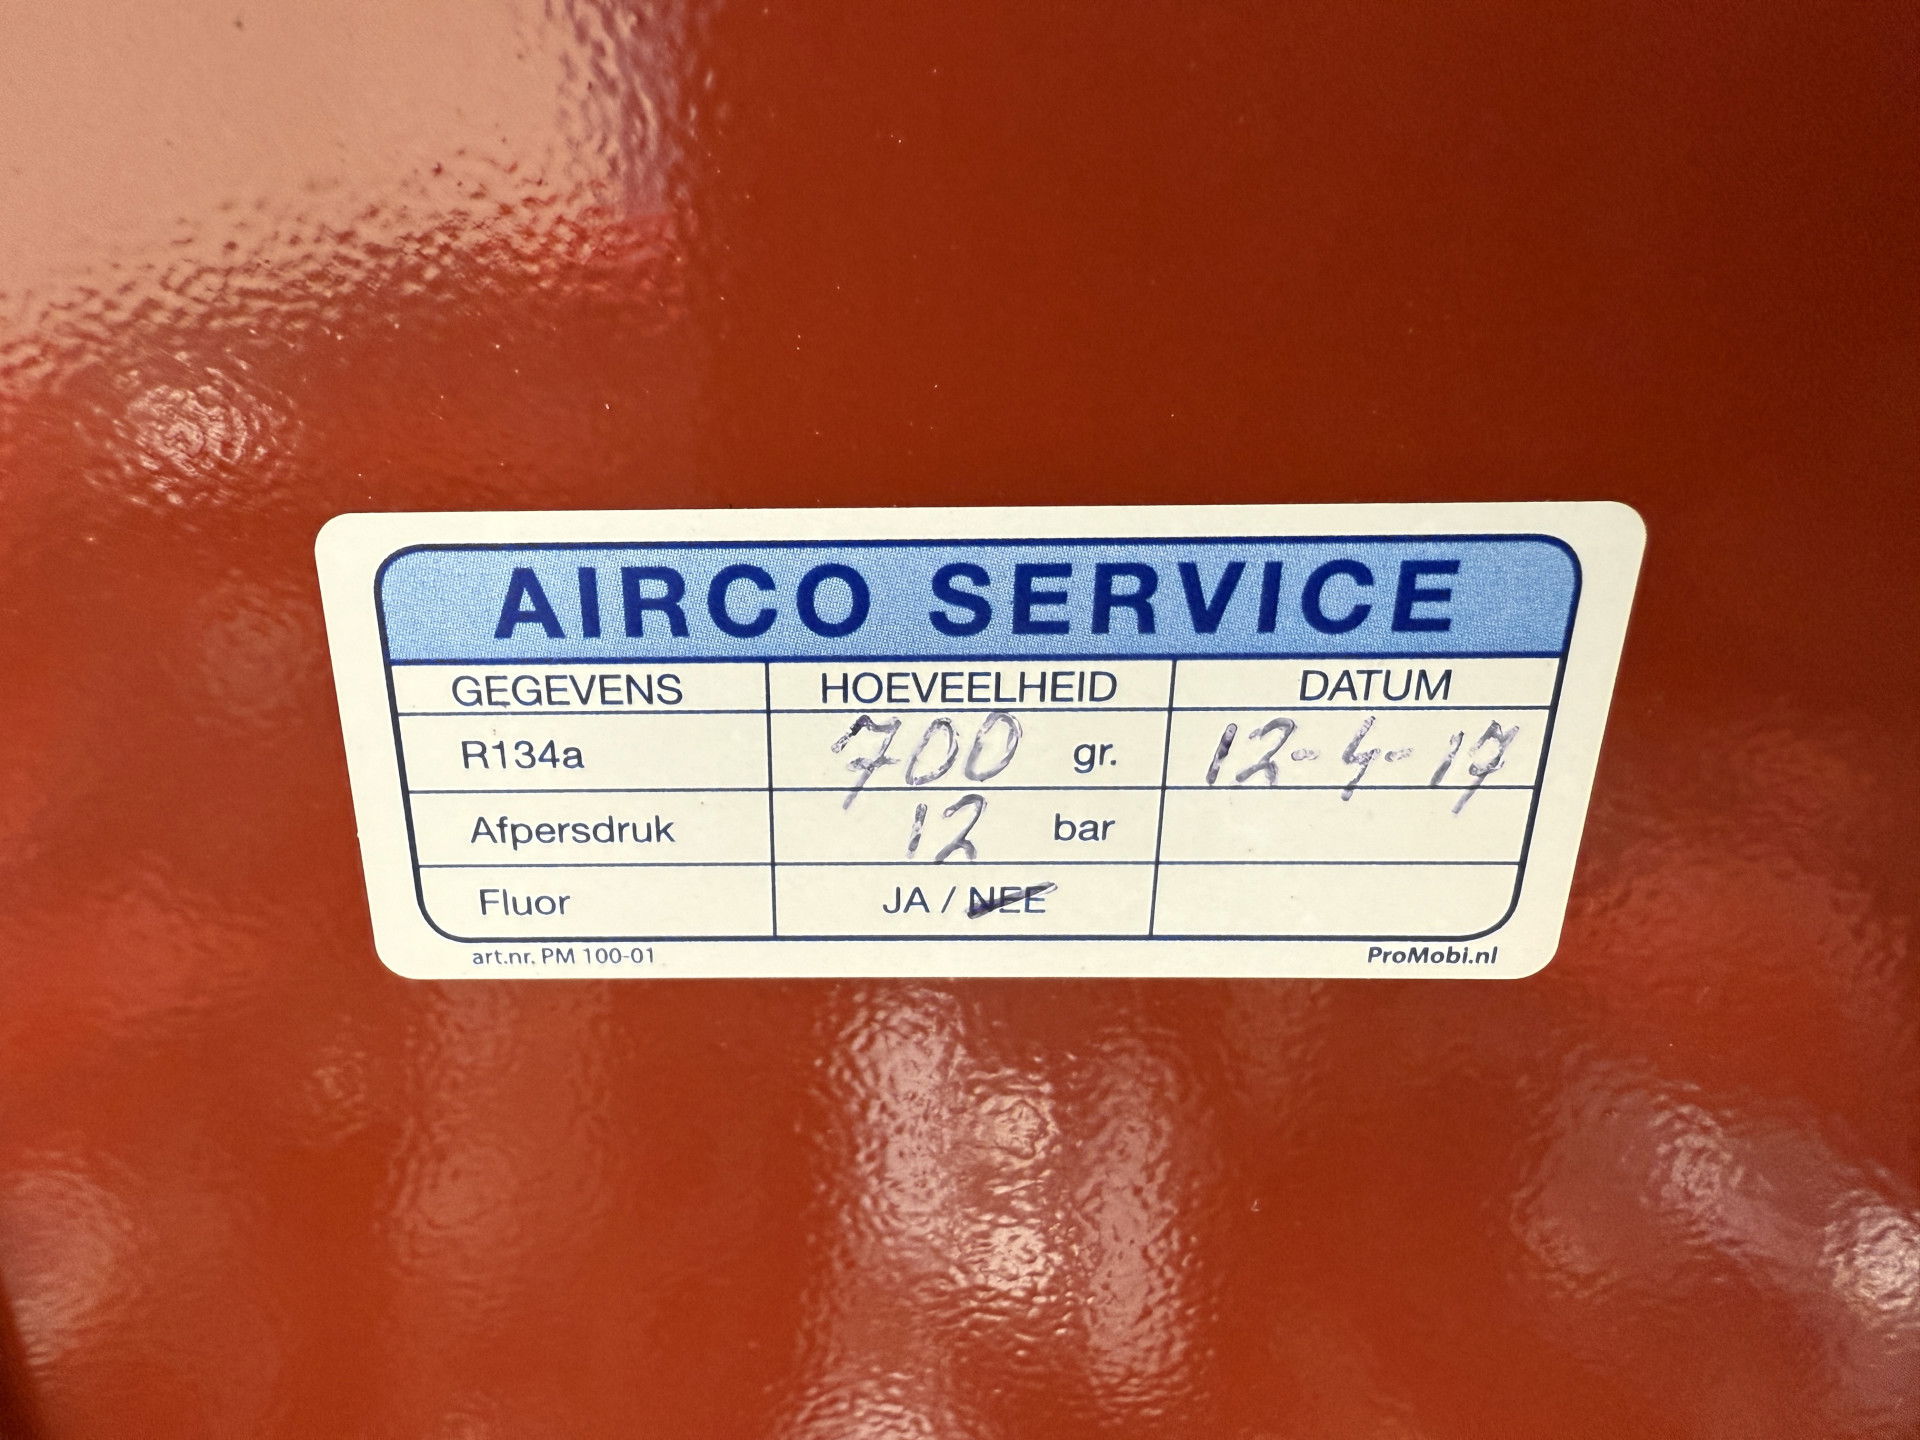 AIRCO SERVICE
GEGEVENS HOEVEELHEID DATUM
R134a 700 gr. 12-4-17
Afpersdruk 12 bar
Fluor JA / NEE
art.nr. PM 100-01 ProMobi.nl